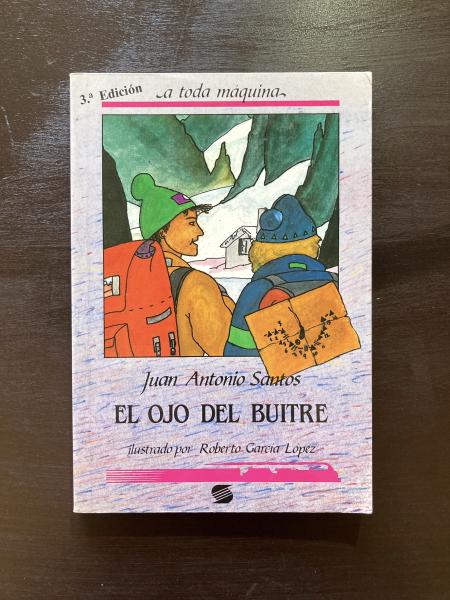 3.ª Edición
a toda máquina
Juan Antonio Santos
EL OJO DEL BUITRE
ilustrado por Roberto García López